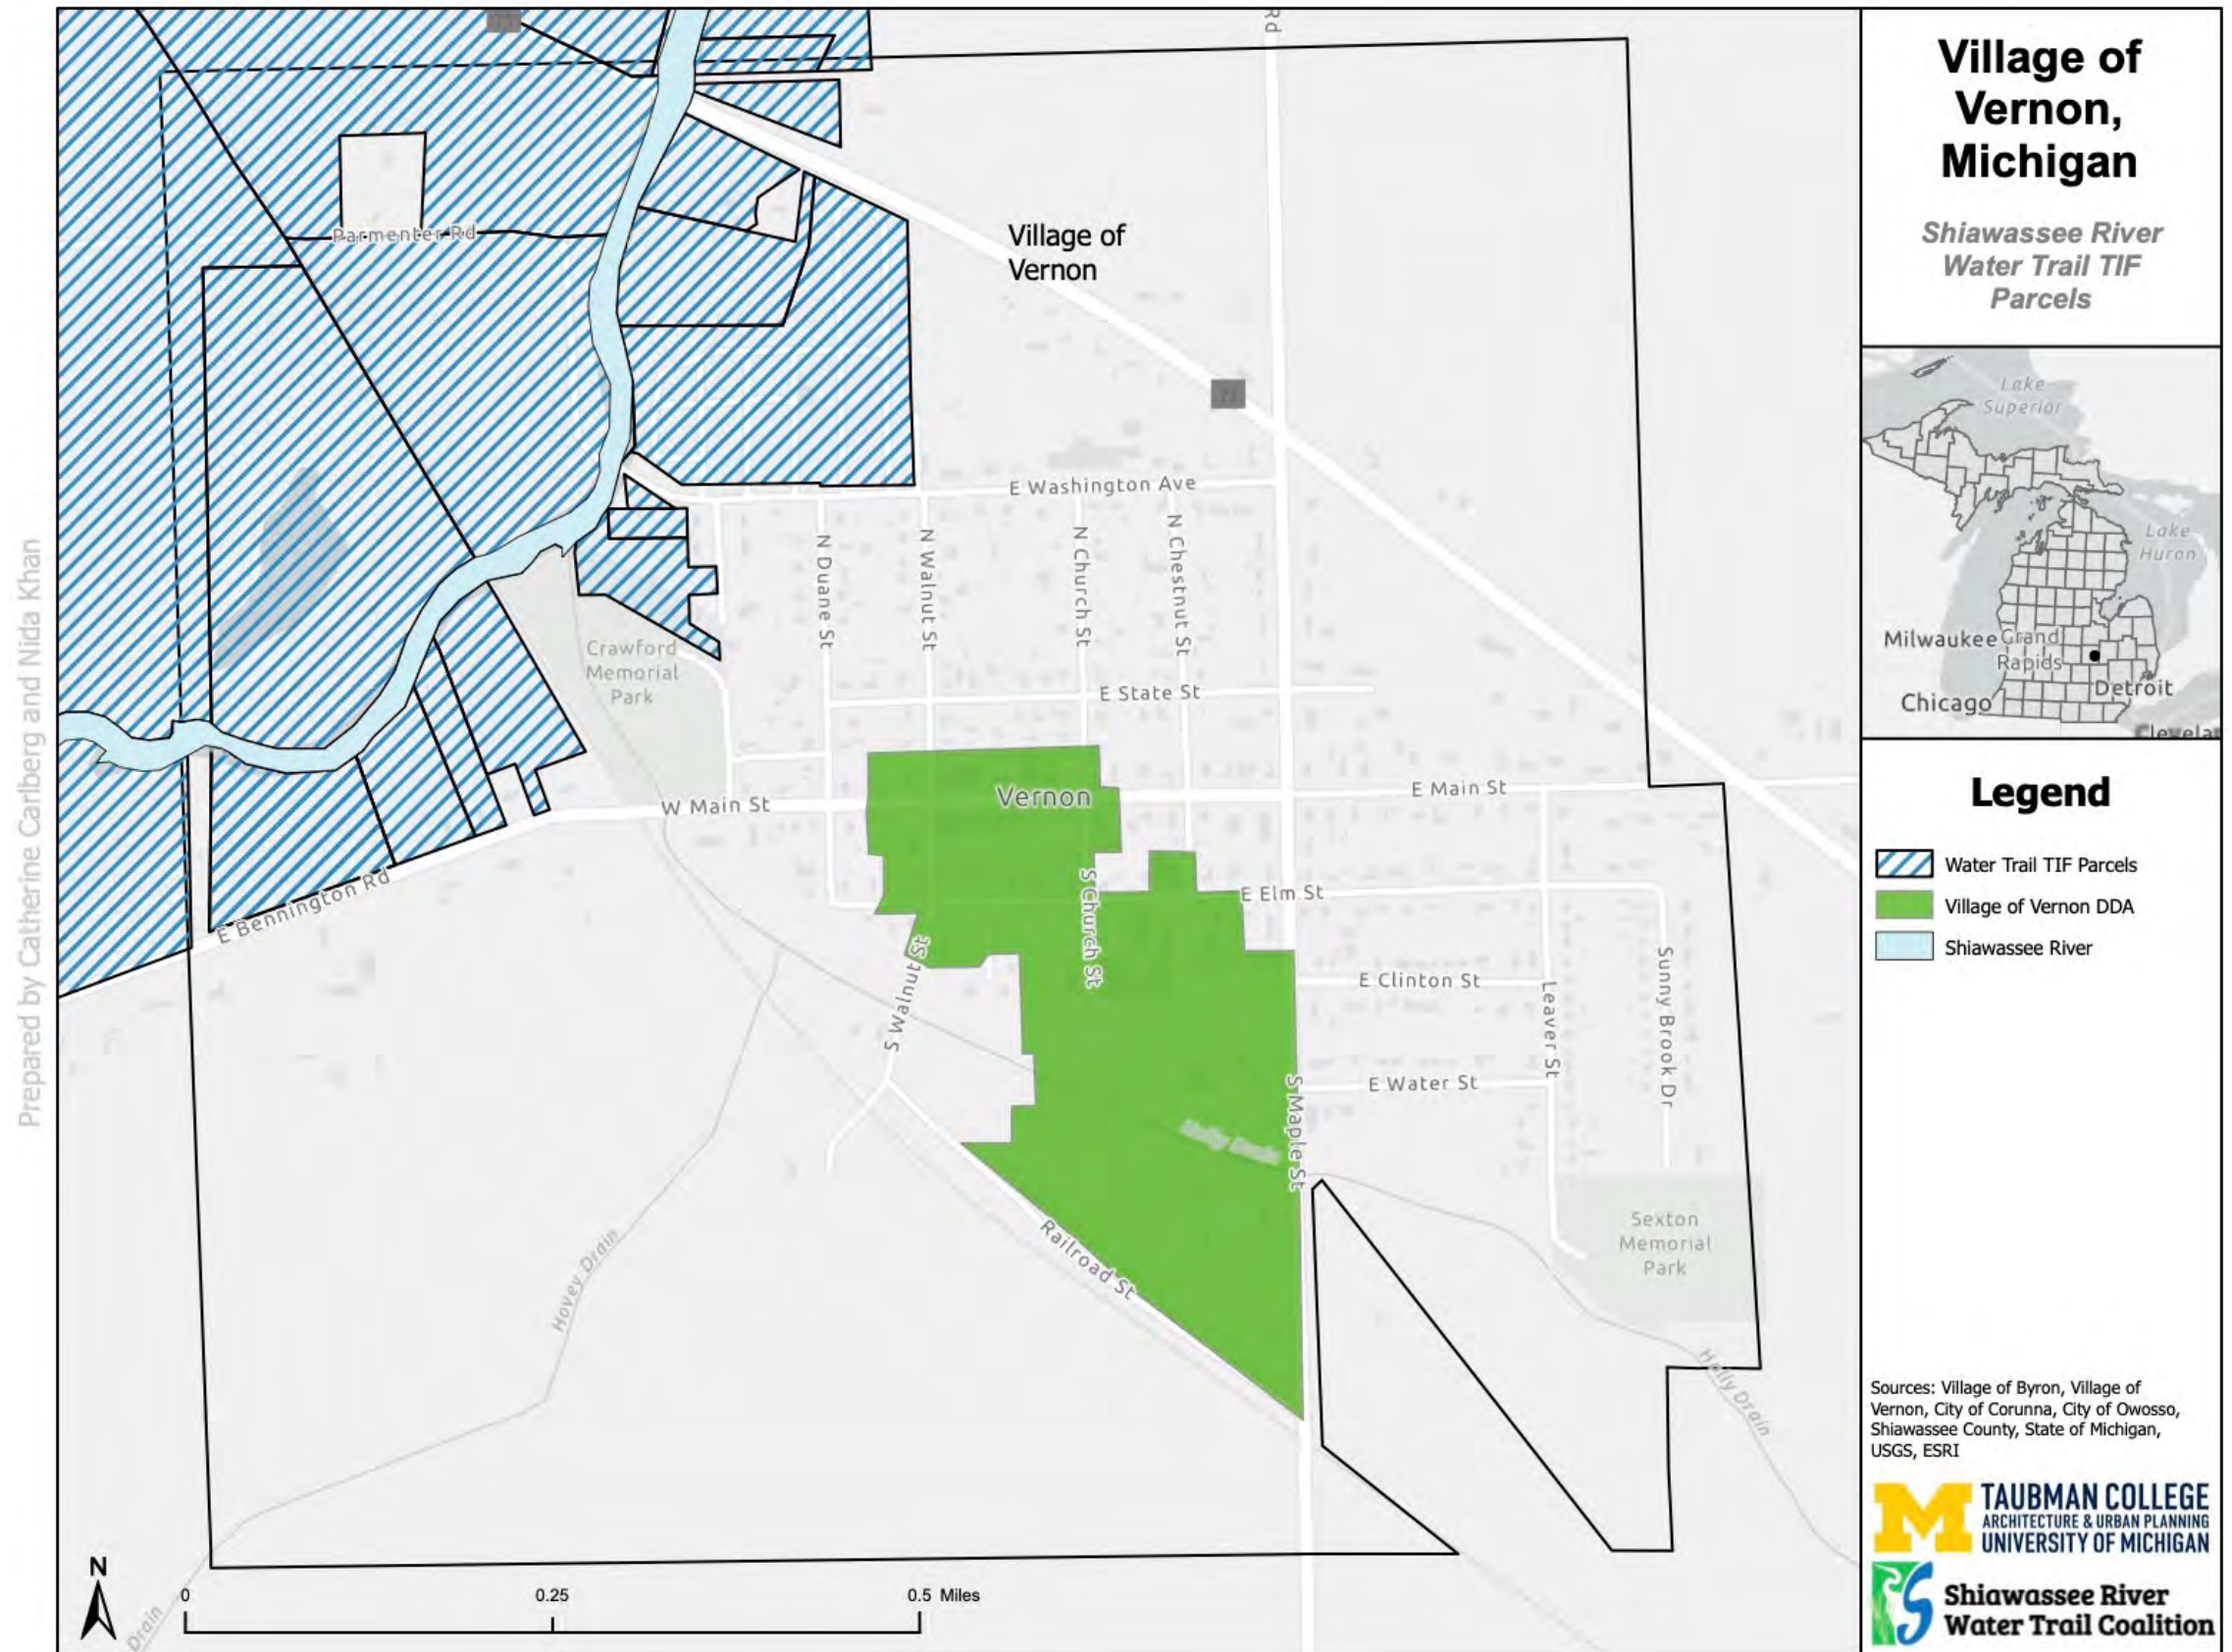 Village of
Vernon,
Michigan
Shiawassee River
Water Trail TIF
Parcels
Lake
Superior
Lake
Huron
Milwaukee
Grand
Rapids
Detroit
Chicago
Legend
Water Trail TIF Parcels
Village of Vernon DDA
Shiawassee River
Sources: Village of Byron, Village of
Vernon, City of Corunna, City of Owosso,
Shiawassee County, State of Michigan,
USGS, ESRI
TAUBMAN COLLEGE
ARCHITECTURE & URBAN PLANNING
UNIVERSITY OF MICHIGAN
Shiawassee River
Water Trail Coalition
Prepared by Catherine Carlberg and Nida Khan
Rd
Parmenter Rd
Village of
Vernon
E Washington Ave
N Duane St
N Walnut St
N Church St
N Chestnut St
Crawford
Memorial
Park
E State St
W Main St
Vernon
E Main St
E Bennington Rd
S Church St
E Elm St
S Walnut St
E Clinton St
Leaver St
Sunny Brook Dr
E Water St
S Maple St
Railroad St
Sexton
Memorial
Park
Hovey Drain
Holly Drain
Drain
N
0
0.25
0.5 Miles